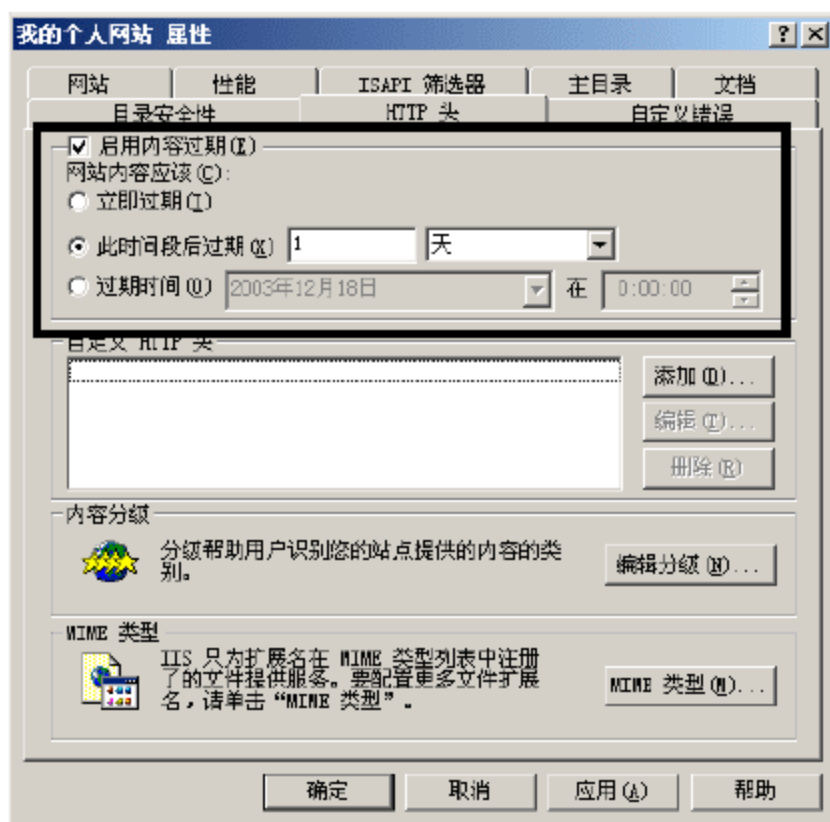 我的个人网站 属性
网站 性能 ISAPI 筛选器 主目录 文档
目录安全性 HTTP 头 自定义错误
启用内容过期(E)
网站内容应该(C):
立即过期(I)
此时间段后过期(X) 1 天
过期时间(O) 2003年12月18日 在 0:00:00
自定义 HTTP 头
添加(D)...
编辑(T)...
删除(R)
内容分级
分级帮助用户识别您的站点提供的内容的类
别。
编辑分级(N)...
MIME 类型
IIS 只为扩展名在 MIME 类型列表中注册
了的文件提供服务。要配置更多文件扩展
名，请单击“MIME 类型”。
MIME 类型(M)...
确定 取消 应用(A) 帮助